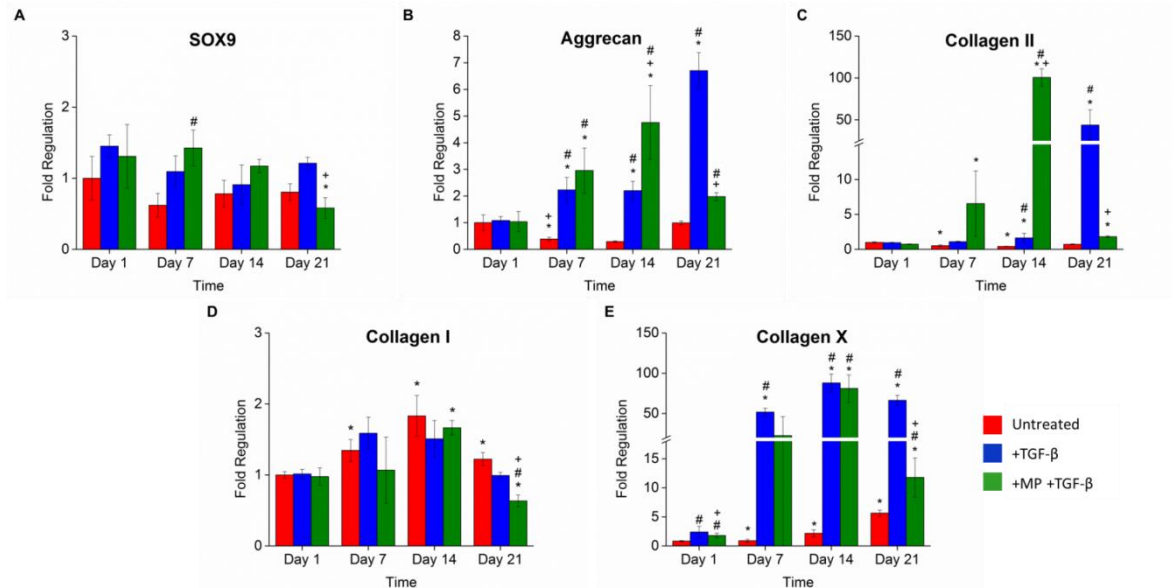 A
SOX9
Fold Regulation
3
2
1
0
#
+
*
Day 1 Day 7 Day 14 Day 21
Time
B
Aggrecan
Fold Regulation
8
7
6
5
4
3
2
1
0
+
*
#
*
#
*
#
*
#
+
*
#
*
#
+
Day 1 Day 7 Day 14 Day 21
Time
C
Collagen II
Fold Regulation
150
100
50
10
5
0
*
*
*
#
*
#
* +
#
*
+
*
Day 1 Day 7 Day 14 Day 21
Time
D
Collagen I
Fold Regulation
3
2
1
0
*
*
*
*
+
#
*
Day 1 Day 7 Day 14 Day 21
Time
E
Collagen X
Fold Regulation
150
100
50
15
10
5
0
#
+
#
*
#
*
*
#
*
#
*
*
#
*
+
#
*
Day 1 Day 7 Day 14 Day 21
Time
Untreated
+TGF-β
+MP +TGF-β